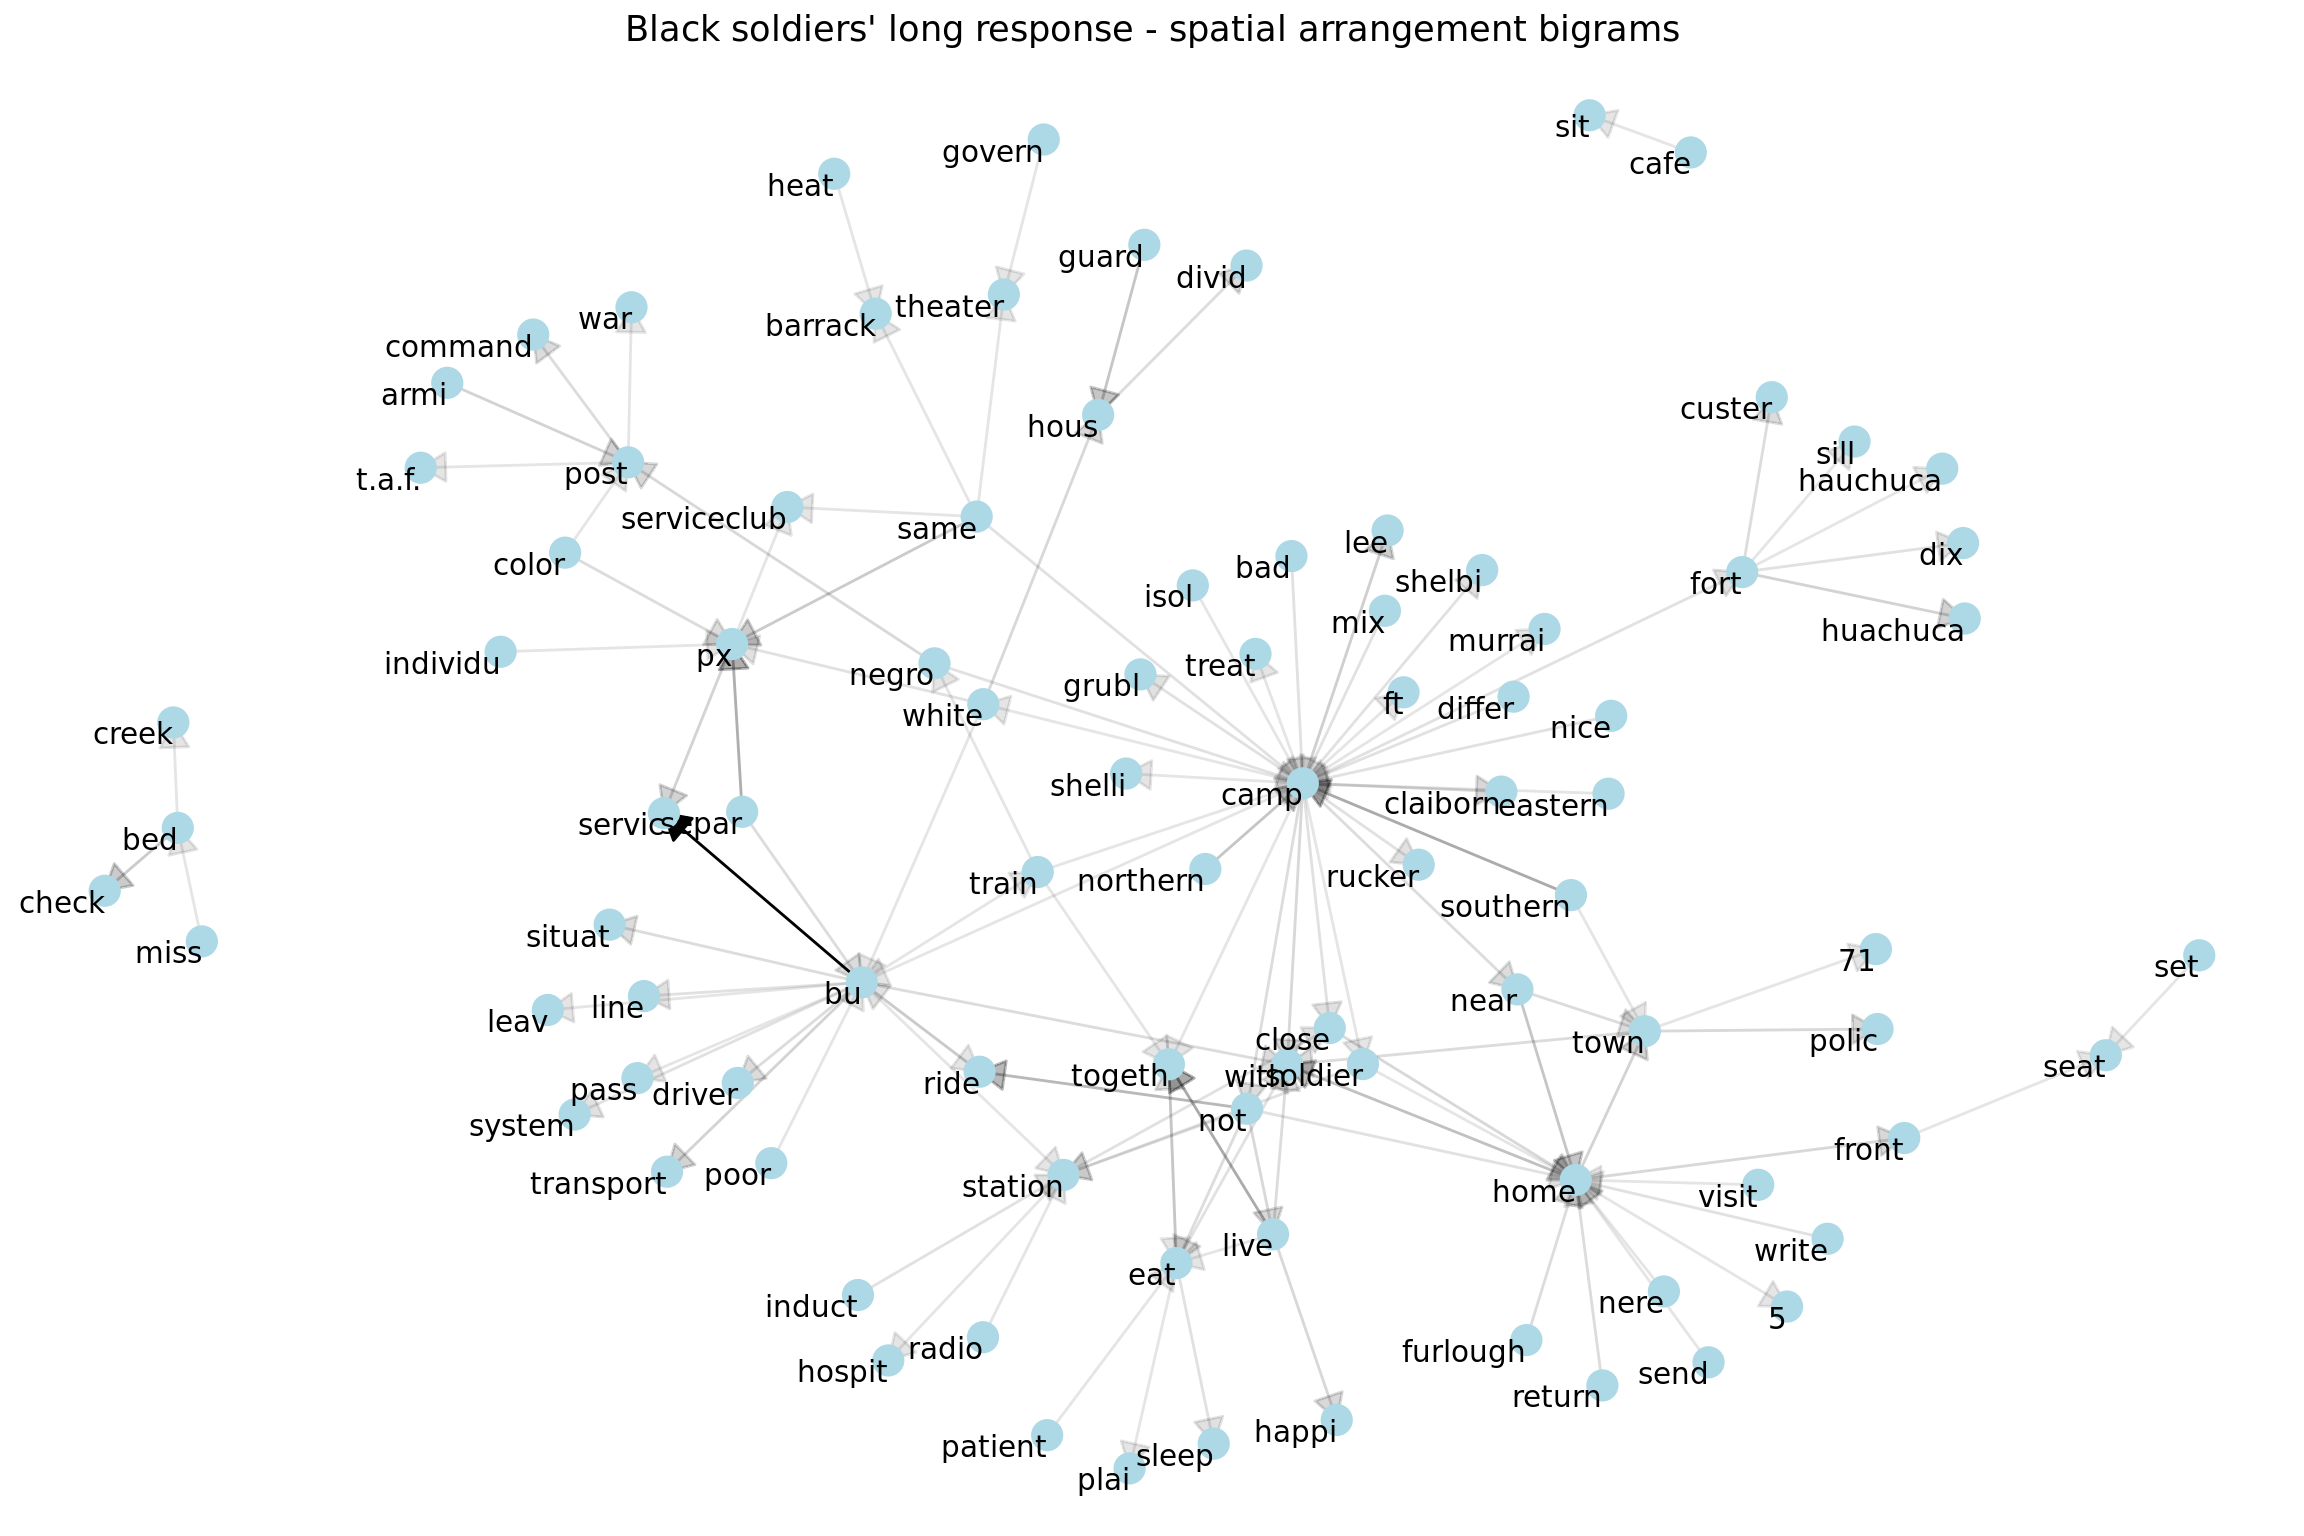 Black soldiers' long response - spatial arrangement bigrams
sit
cafe
govern
heat
guard
divid
theater
war
barrack
command
armi
custer
hous
sill
post
t.a.f.
hauchuca
serviceclub
same
lee
dix
color
bad
shelbi
fort
isol
mix
huachuca
murrai
px
individu
treat
negro
grubl
ft
differ
white
nice
creek
shelli
camp
claiborn
eastern
servic
separ
bed
rucker
train
northern
check
southern
situat
miss
71
set
bu
near
line
leav
close
polic
town
seat
with
soldier
togeth
ride
pass
driver
not
system
front
poor
transport
station
home
visit
live
write
eat
nere
induct
5
radio
furlough
hospit
send
return
happi
patient
sleep
plai